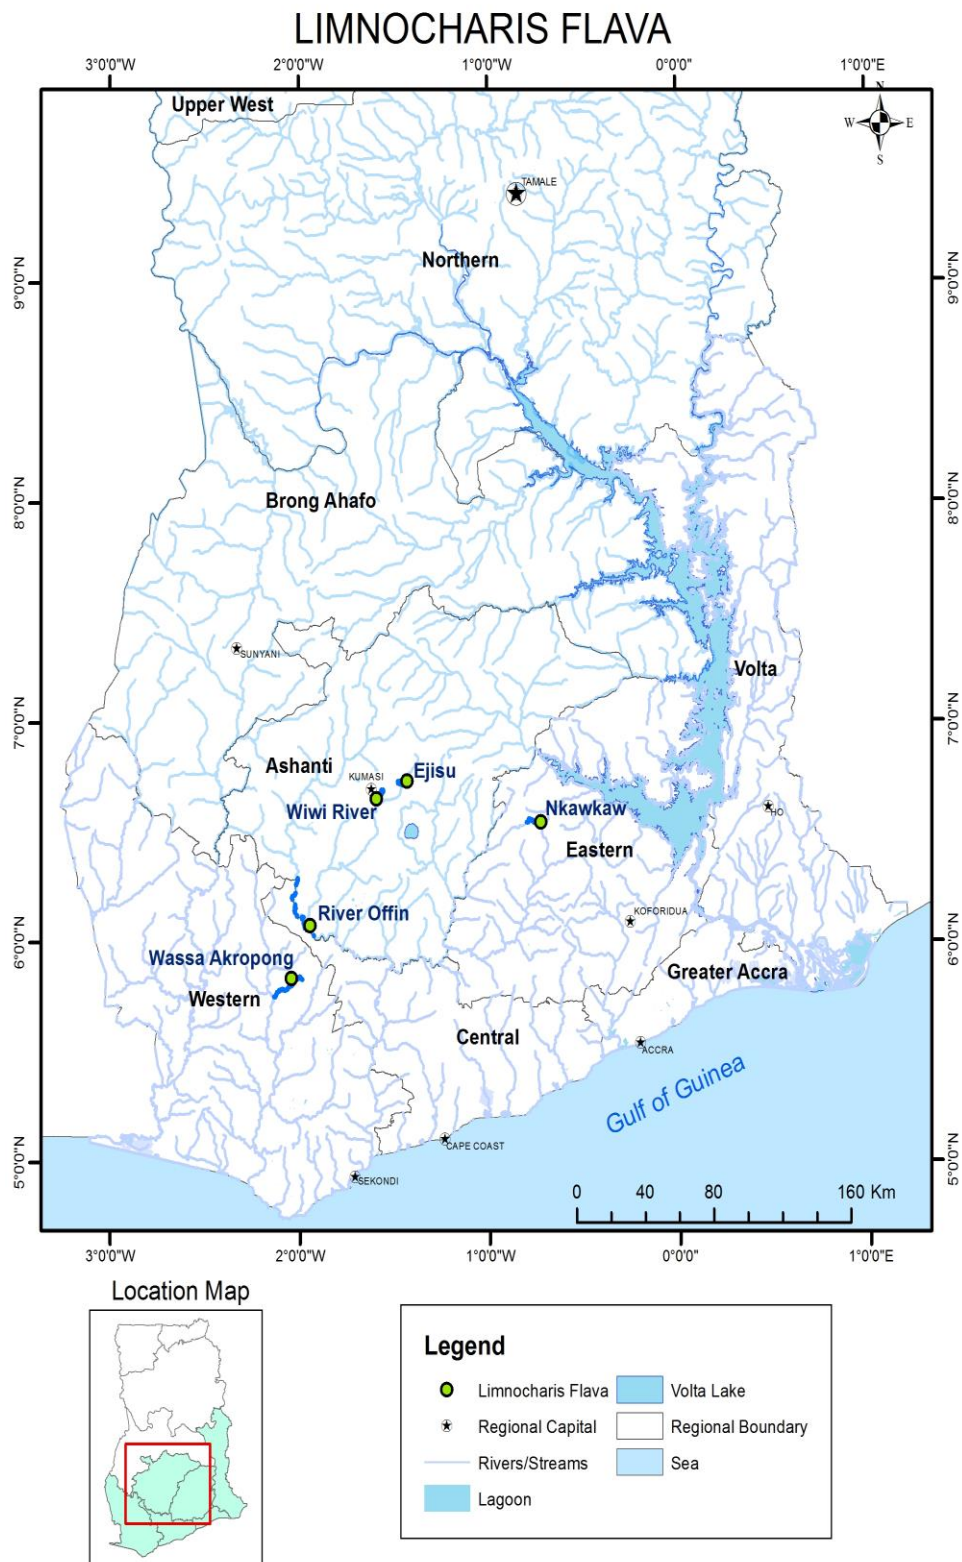 LIMNOCHARIS FLAVA
3°0'0"W 2°0'0"W 1°0'0"W 0°0'0" 1°0'0"E
Upper West
N
W E
S
TAMALE
Northern
9°0'0"N 9°0'0"N
Brong Ahafo
8°0'0"N 8°0'0"N
SUNYANI
Volta
7°0'0"N 7°0'0"N
Ashanti
Ejisu
KUMASI
Wiwi River
Nkawkaw
HO
Eastern
River Offin
KOFORIDUA
6°0'0"N 6°0'0"N
Wassa Akropong
Greater Accra
Western
Central
ACCRA
Gulf of Guinea
CAPE COAST
5°0'0"N 5°0'0"N
SEKONDI
0 40 80 160 Km
3°0'0"W 2°0'0"W 1°0'0"W 0°0'0" 1°0'0"E
Location Map
Legend
Limnocharis Flava
Regional Capital
Rivers/Streams
Lagoon
Volta Lake
Regional Boundary
Sea